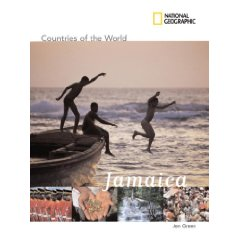 NATIONAL
GEOGRAPHIC
Countries of the World
Jamaica
Jen Green